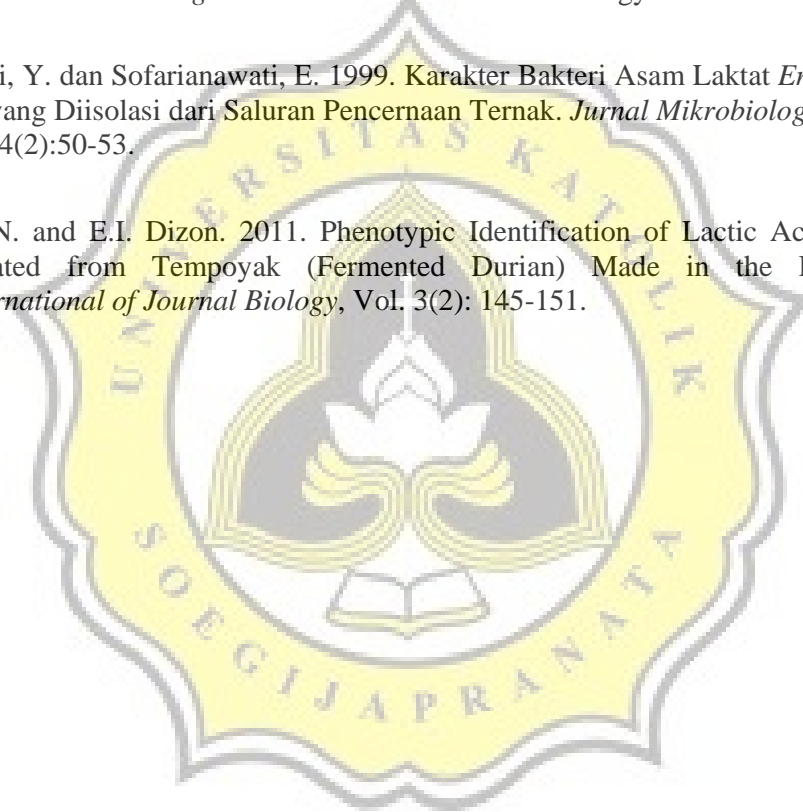 i, Y. dan Sofarianawati, E. 1999. Karakter Bakteri Asam Laktat En
yang Diisolasi dari Saluran Pencernaan Ternak. Jurnal Mikrobiolog
4(2):50-53.
N. and E.I. Dizon. 2011. Phenotypic Identification of Lactic Ac
ated from Tempoyak (Fermented Durian) Made in the
rnational of Journal Biology, Vol. 3(2): 145-151.
UNIVERSITAS KATOLIK
SOEGIJAPRANATA